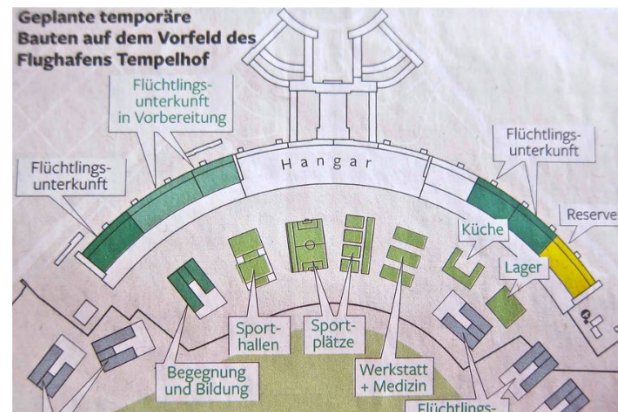 Geplante temporäre
Bauten auf dem Vorfeld des
Flughafens Tempelhof
Flüchtlings-
unterkunft
in Vorbereitung
Flüchtlings-
unterkunft
Hangar
Flüchtlings-
unterkunft
Reserve
Küche
Lager
Sport-
hallen
Sport-
plätze
Werkstatt
+ Medizin
Begegnung
und Bildung
Flüchtlings-